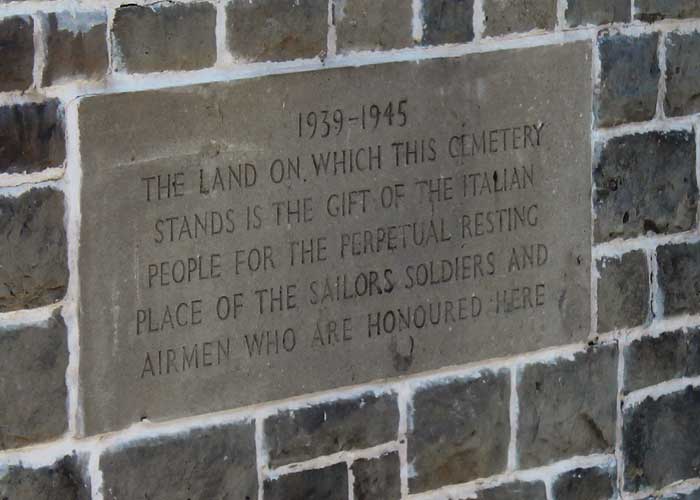 1939-1945
THE LAND ON WHICH THIS CEMETERY
STANDS IS THE GIFT OF THE ITALIAN
PEOPLE FOR THE PERPETUAL RESTING
PLACE OF THE SAILORS SOLDIERS AND
AIRMEN WHO ARE HONOURED HERE